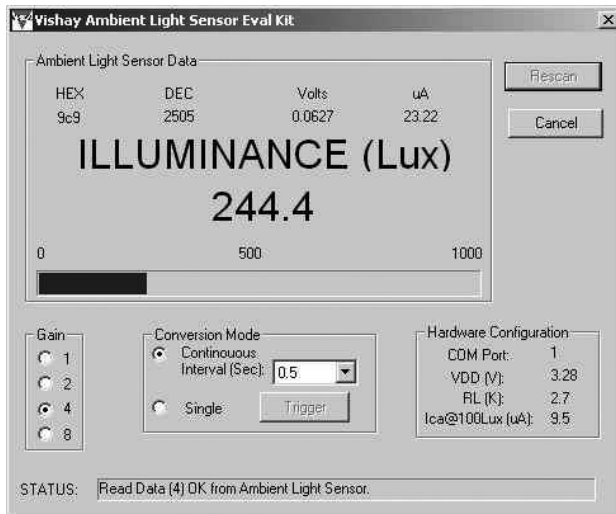 Vishay Ambient Light Sensor Eval Kit
Ambient Light Sensor Data
HEX DEC Volts uA
9c9 2505 0.0627 23.22
ILLUMINANCE (Lux)
244.4
0 500 1000
Rescan
Cancel
Gain
1
2
4
8
Conversion Mode
Continouous
Interval (Sec): 0.5
Single Trigger
Hardware Configuration
COM Port: 1
VDD (V): 3.28
RL (K): 2.7
Ica@100Lux (uA): 9.5
STATUS: Read Data (4) OK from Ambient Light Sensor.